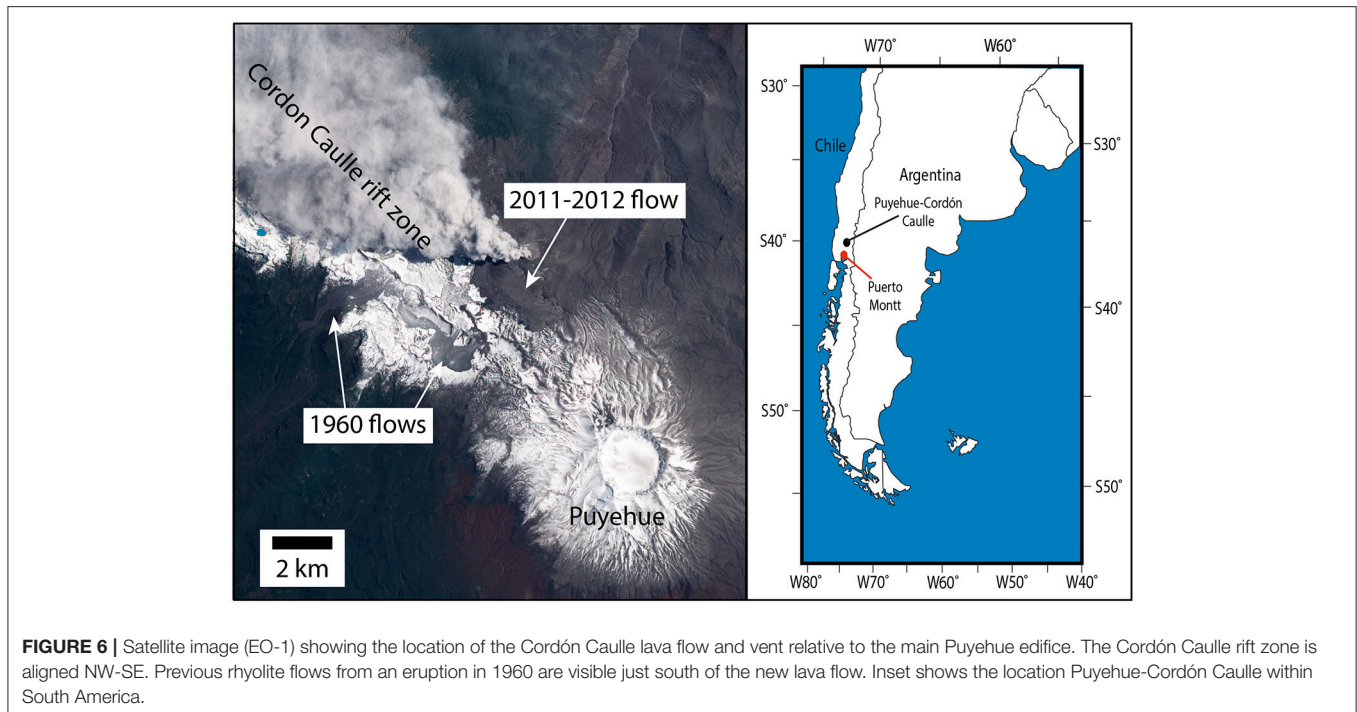 Cordon Caulle rift zone
2011-2012 flow
1960 flows
Puyehue
2 km
W70˚
W60˚
S30˚
S40˚
S50˚
Chile
Argentina
Puyehue-Cordón
Caulle
Puerto
Montt
S30˚
S40˚
S50˚
W80˚
W70˚
W60˚
W50˚
W40˚
FIGURE 6 | Satellite image (EO-1) showing the location of the Cordón Caulle lava flow and vent relative to the main Puyehue edifice. The Cordón Caulle rift zone is
aligned NW-SE. Previous rhyolite flows from an eruption in 1960 are visible just south of the new lava flow. Inset shows the location Puyehue-Cordón Caulle within
South America.